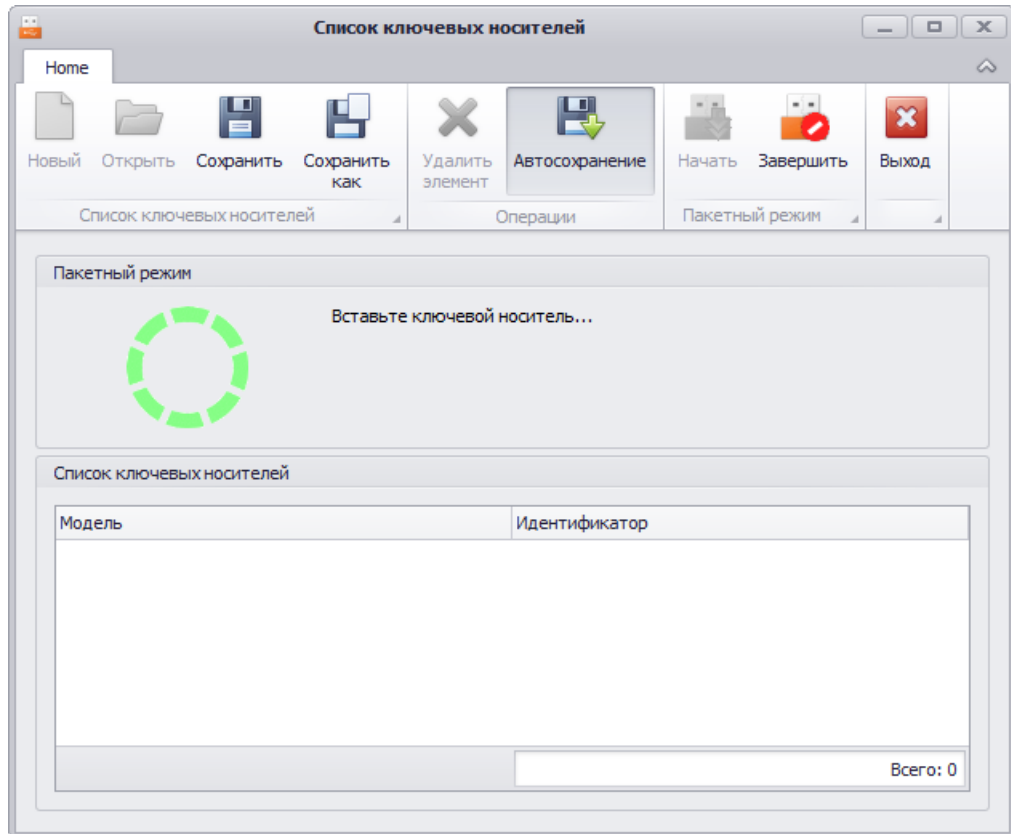 Список ключевых носителей
Home
Новый Открыть Сохранить Сохранить как Удалить элемент Автосохранение Начать Завершить Выход
Список ключевых носителей Операции Пакетный режим
Пакетный режим
Вставьте ключевой носитель...
Список ключевых носителей
Модель Идентификатор
Всего: 0